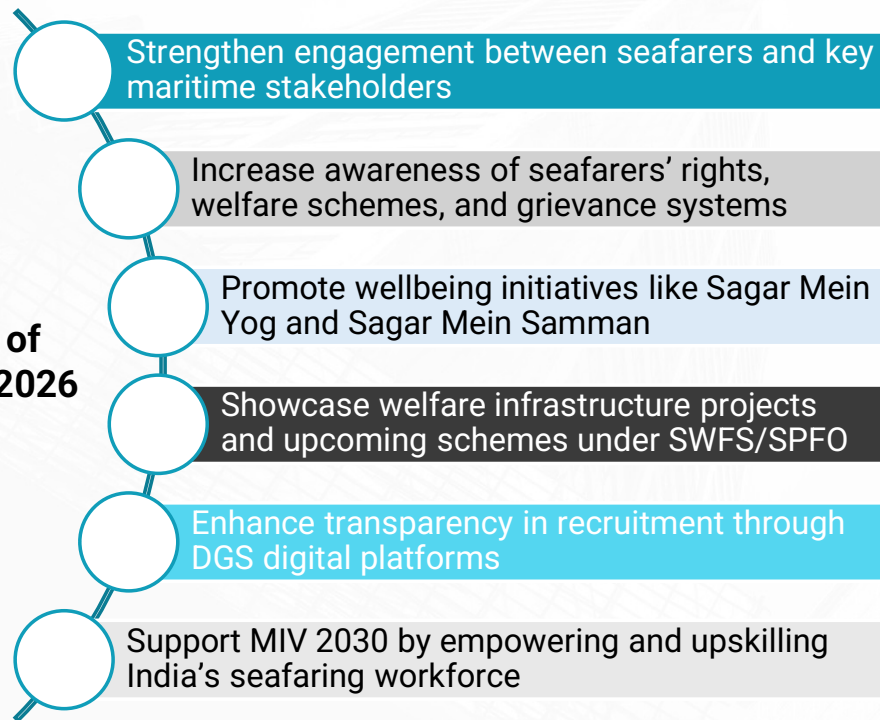 Strengthen engagement between seafarers and key
maritime stakeholders
Increase awareness of seafarers’ rights,
welfare schemes, and grievance systems
Promote wellbeing initiatives like Sagar Mein
Yog and Sagar Mein Samman
of
2026
Showcase welfare infrastructure projects
and upcoming schemes under SWFS/SPFO
Enhance transparency in recruitment through
DGS digital platforms
Support MIV 2030 by empowering and upskilling
India’s seafaring workforce